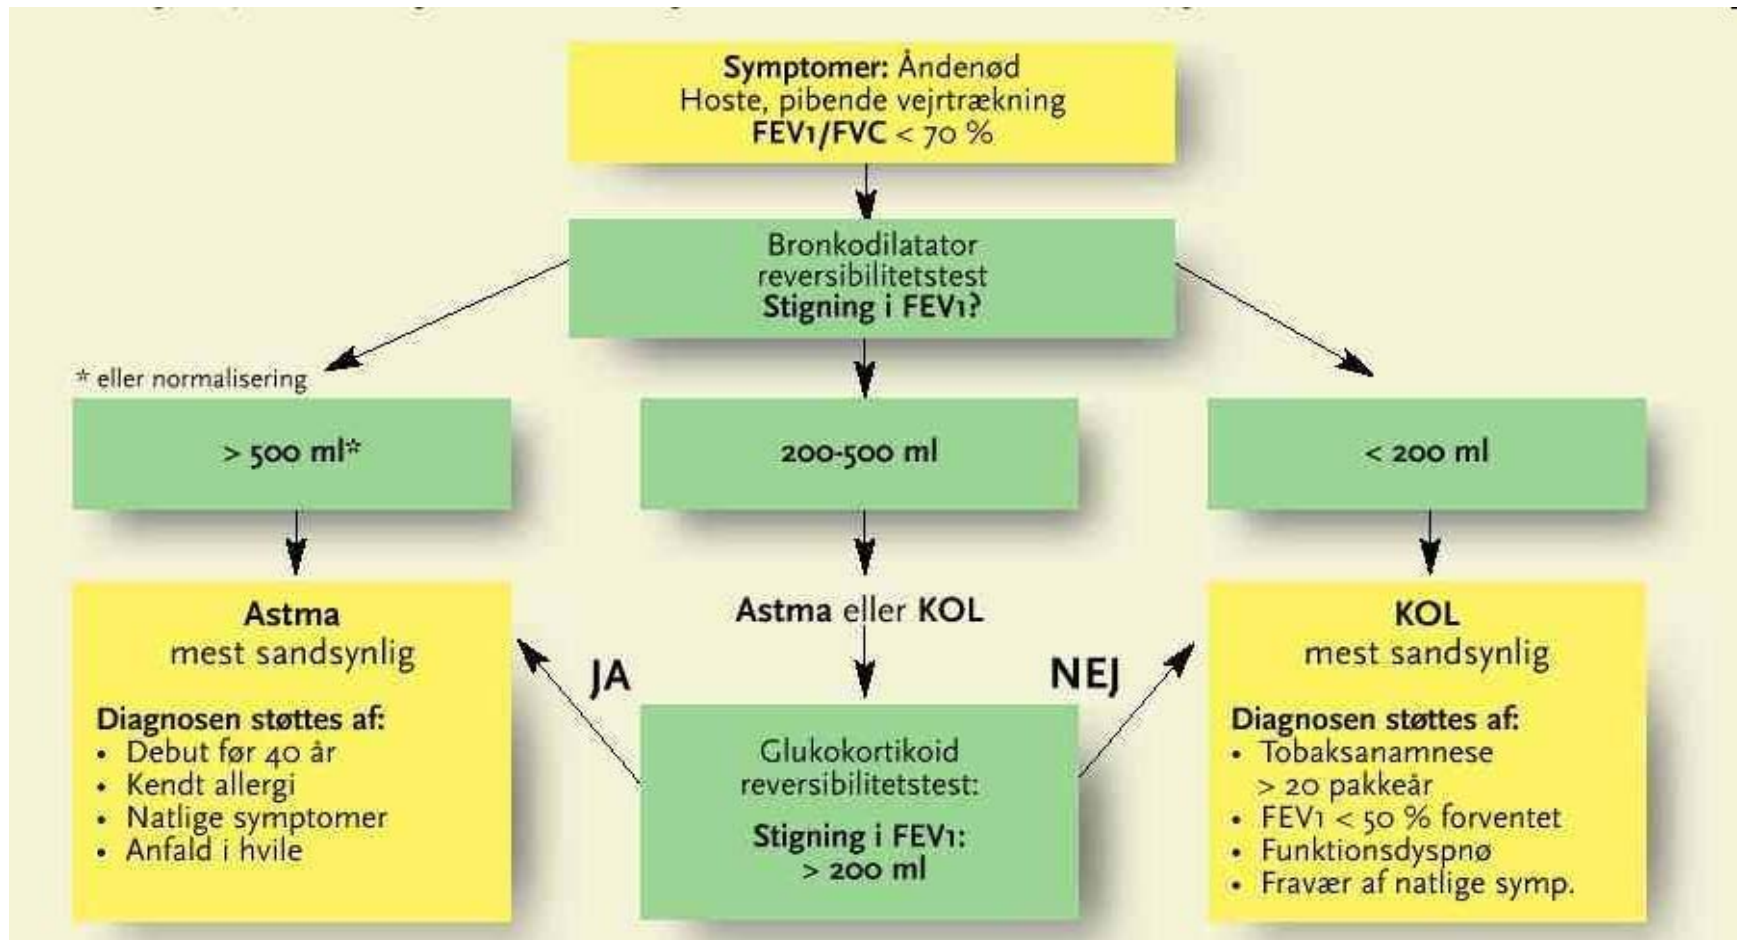 Symptomer: Åndenød
Hoste, pibende vejrtrækning
FEV1/FVC < 70 %
Bronkodilatator
reversibilitetstest
Stigning i FEV1?
* eller normalisering
> 500 ml*
200-500 ml
< 200 ml
Astma
mest sandsynlig
Diagnosen støttes af:
• Debut før 40 år
• Kendt allergi
• Natlige symptomer
• Anfald i hvile
Astma eller KOL
JA
NEJ
Glukokortikoid
reversibilitetstest:
Stigning i FEV1:
> 200 ml
KOL
mest sandsynlig
Diagnosen støttes af:
• Tobaksanamnese
> 20 pakkeår
• FEV1 < 50 % forventet
• Funktionsdyspnø
• Fravær af natlige symp.